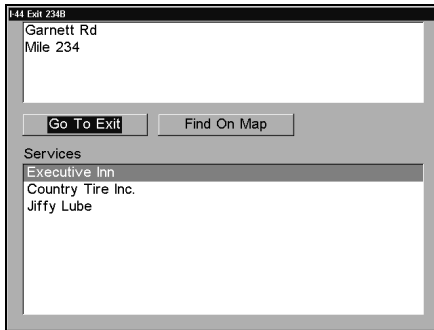 I-44 Exit 234B
Garnett Rd
Mile 234
Go To Exit
Find On Map
Services
Executive Inn
Country Tire Inc.
Jiffy Lube